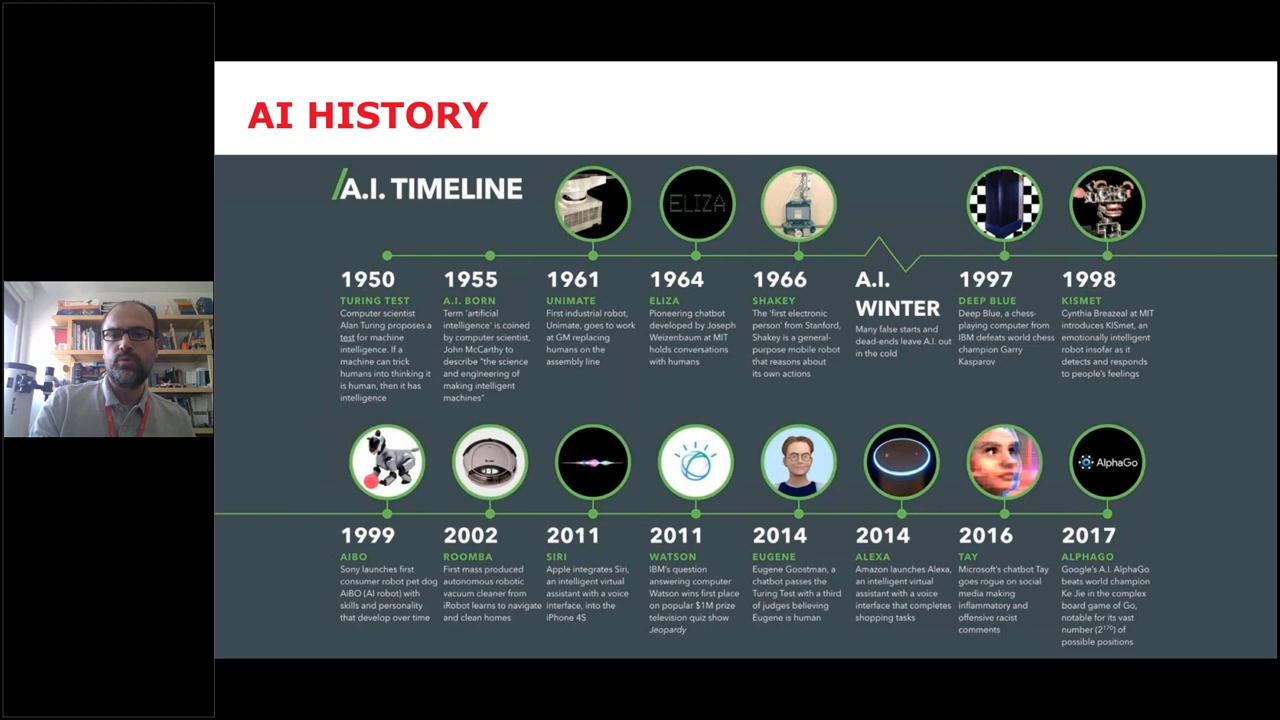 AI HISTORY
/A.I. TIMELINE
ELIZA
1950
TURING TEST
Computer scientist
Alan Turing proposes a
test for machine
intelligence. If a
machine can trick
humans into thinking it
is human, then it has
intelligence
1955
A.I. BORN
Term 'artificial
intelligence' is coined
by computer scientist,
John McCarthy to
describe "the science
and engineering of
making intelligent
machines"
1961
UNIMATE
First industrial robot,
Unimate, goes to work
at GM replacing
humans on the
assembly line
1964
ELIZA
Pioneering chatbot
developed by Joseph
Weizenbaum at MIT
holds conversations
with humans
1966
SHAKEY
The 'first electronic
person' from Stanford,
Shakey is a general-
purpose mobile robot
that reasons about
its own actions
A.I.
WINTER
Many false starts and
dead-ends leave A.I. out
in the cold
1997
DEEP BLUE
Deep Blue, a chess-
playing computer from
IBM defeats world chess
champion Garry
Kasparov
1998
KISMET
Cynthia Breazeal at MIT
introduces KISmet, an
emotionally intelligent
robot insofar as it
detects and responds
to people's feelings
AlphaGo
1999
AIBO
Sony launches first
consumer robot pet dog
AiBO (AI robot) with
skills and personality
that develop over time
2002
ROOMBA
First mass produced
autonomous robotic
vacuum cleaner from
iRobot learns to navigate
and clean homes
2011
SIRI
Apple integrates Siri,
an intelligent virtual
assistant with a voice
interface, into the
iPhone 4S
2011
WATSON
IBM's question
answering computer
Watson wins first place
on popular $1M prize
television quiz show
Jeopardy
2014
EUGENE
Eugene Goostman, a
chatbot passes the
Turing Test with a third
of judges believing
Eugene is human
2014
ALEXA
Amazon launches Alexa,
an intelligent virtual
assistant with a voice
interface that completes
shopping tasks
2016
TAY
Microsoft's chatbot Tay
goes rogue on social
media making
inflammatory and
offensive racist
comments
2017
ALPHAGO
Google's A.I. AlphaGo
beats world champion
Ke Jie in the complex
board game of Go,
notable for its vast
number (2¹⁷⁰) of
possible positions